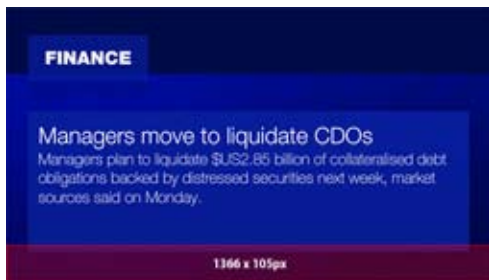 FINANCE
Managers move to liquidate CDOs
Managers plan to liquidate $US2.85 billion of collateralised debt
obligations backed by distressed securities next week, market
sources said on Monday.
1366 x 105px